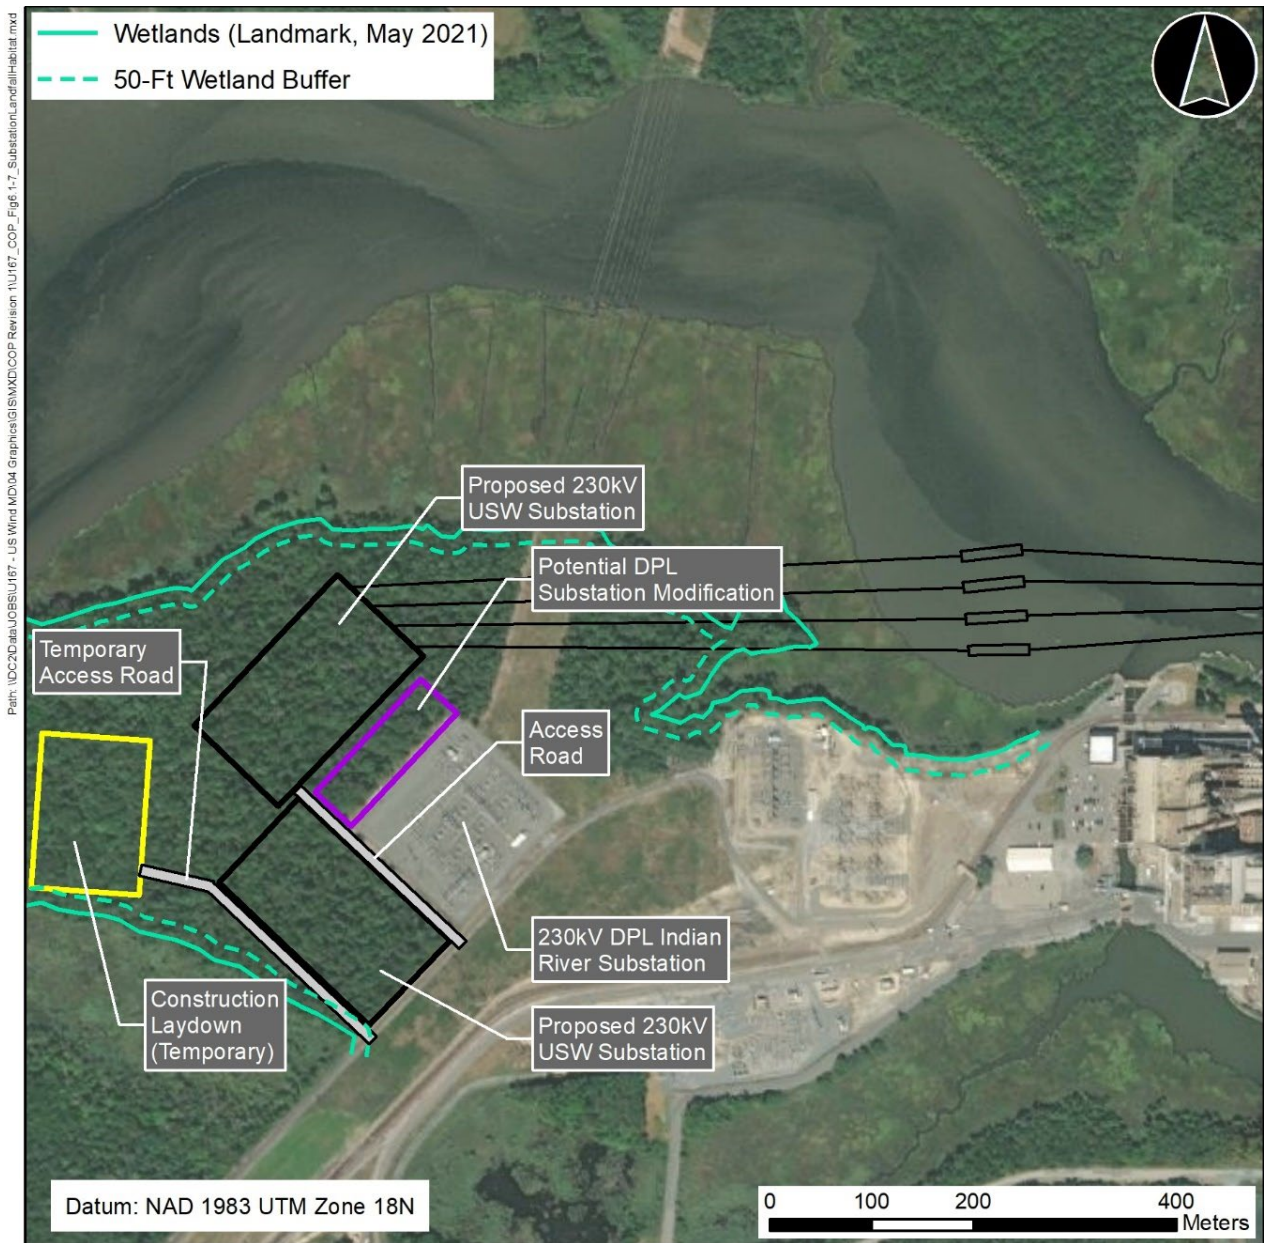 Wetlands (Landmark, May 2021)
50-Ft Wetland Buffer
Path: \\DC2\Data\JOBS\U167 - US Wind MD\04 Graphics\GIS\MXD\COP Revision 1\U167_COP_Fig6.1-7_SubstationLandfallHabitat.mxd
Proposed 230kV
USW Substation
Potential DPL
Substation Modification
Temporary
Access Road
Access
Road
230kV DPL Indian
River Substation
Construction
Laydown
(Temporary)
Proposed 230kV
USW Substation
Datum: NAD 1983 UTM Zone 18N
0 100 200 400
Meters